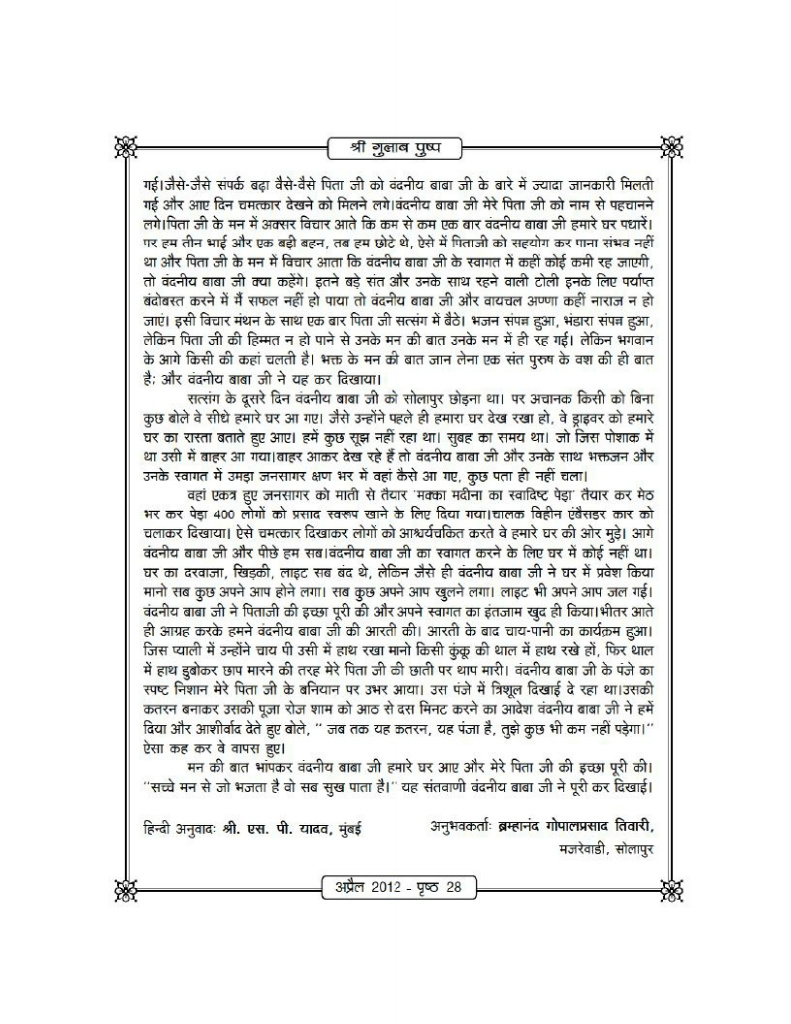 श्री गुलाब पुष्प
गई।जैसे-जैसे संपर्क बढ़ा वैसे-वैसे पिता जी को वंदनीय बाबा जी के बारे में ज्यादा जानकारी मिलती
गई और आए दिन चमत्कार देखने को मिलने लगे।वंदनीय बाबा जी मेरे पिता जी को नाम से पहचानने
लगे।पिता जी के मन में अक्सर विचार आते कि कम से कम एक बार वंदनीय बाबा जी हमारे घर पधारें।
पर हम तीन भाई और एक बड़ी बहन, तब हम छोटे थे, ऐसे में पिताजी को सहयोग कर पाना संभव नहीं
था और पिता जी के मन में विचार आता कि वंदनीय बाबा जी के स्वागत में कहीं कोई कमी रह जाएगी,
तो वंदनीय बाबा जी क्या कहेंगे। इतने बड़े संत और उनके साथ रहने वाली टोली इनके लिए पर्याप्त
बंदोबस्त करने में मैं सफल नहीं हो पाया तो वंदनीय बाबा जी और वायचल अण्णा कहीं नाराज न हो
जाएं। इसी विचार मंथन के साथ एक बार पिता जी सत्संग में बैठे। भजन संपन्न हुआ, भंडारा संपन्न हुआ,
लेकिन पिता जी की हिम्मत न हो पाने से उनके मन की बात उनके मन में ही रह गई। लेकिन भगवान
के आगे किसी की कहां चलती है। भक्त के मन की बात जान लेना एक संत पुरुष के वश की ही बात
है; और वंदनीय बाबा जी ने यह कर दिखाया।
सत्संग के दूसरे दिन वंदनीय बाबा जी को सोलापुर छोड़ना था। पर अचानक किसी को बिना
कुछ बोले वे सीधे हमारे घर आ गए। जैसे उन्होंने पहले ही हमारा घर देख रखा हो, वे ड्राइवर को हमारे
घर का रास्ता बताते हुए आए। हमें कुछ सूझ नहीं रहा था। सुबह का समय था। जो जिस पोशाक में
था उसी में बाहर आ गया।बाहर आकर देख रहे हैं तो वंदनीय बाबा जी और उनके साथ भक्तजन और
उनके स्वागत में उमड़ा जनसागर क्षण भर में वहां कैसे आ गए, कुछ पता ही नहीं चला।
वहां एकत्र हुए जनसागर को माती से तैयार 'मक्का मदीना का स्वादिष्ट पेड़ा' तैयार कर मेठ
भर कर पेड़ा 400 लोगों को प्रसाद स्वरूप खाने के लिए दिया गया।चालक विहीन एंबैसडर कार को
चलाकर दिखाया। ऐसे चमत्कार दिखाकर लोगों को आश्चर्यचकित करते वे हमारे घर की ओर मुड़े। आगे
वंदनीय बाबा जी और पीछे हम सब।वंदनीय बाबा जी का स्वागत करने के लिए घर में कोई नहीं था।
घर का दरवाजा, खिड़की, लाइट सब बंद थे, लेकिन जैसे ही वंदनीय बाबा जी ने घर में प्रवेश किया
मानो सब कुछ अपने आप होने लगा। सब कुछ अपने आप खुलने लगा। लाइट भी अपने आप जल गई।
वंदनीय बाबा जी ने पिताजी की इच्छा पूरी की और अपने स्वागत का इंतजाम खुद ही किया।भीतर आते
ही आग्रह करके हमने वंदनीय बाबा जी की आरती की। आरती के बाद चाय-पानी का कार्यक्रम हुआ।
जिस प्याली में उन्होंने चाय पी उसी में हाथ रखा मानो किसी कुंकू की थाल में हाथ रखे हों, फिर थाल
में हाथ डुबोकर छाप मारने की तरह मेरे पिता जी की छाती पर थाप मारी। वंदनीय बाबा जी के पंजे का
स्पष्ट निशान मेरे पिता जी के बनियान पर उभर आया। उस पंजे में त्रिशूल दिखाई दे रहा था।उसकी
कतरन बनाकर उसकी पूजा रोज शाम को आठ से दस मिनट करने का आदेश वंदनीय बाबा जी ने हमें
दिया और आशीर्वाद देते हुए बोले, " जब तक यह कतरन, यह पंजा है, तुझे कुछ भी कम नहीं पड़ेगा।"
ऐसा कह कर वे वापस हुए।
मन की बात भांपकर वंदनीय बाबा जी हमारे घर आए और मेरे पिता जी की इच्छा पूरी की।
"सच्चे मन से जो भजता है वो सब सुख पाता है।" यह संतवाणी वंदनीय बाबा जी ने पूरी कर दिखाई।
हिन्दी अनुवादः श्री. एस. पी. यादव, मुंबई
अनुभवकर्ताः ब्रम्हानंद गोपालप्रसाद तिवारी,
मजरेवाडी, सोलापुर
अप्रैल 2012 - पृष्ठ 28